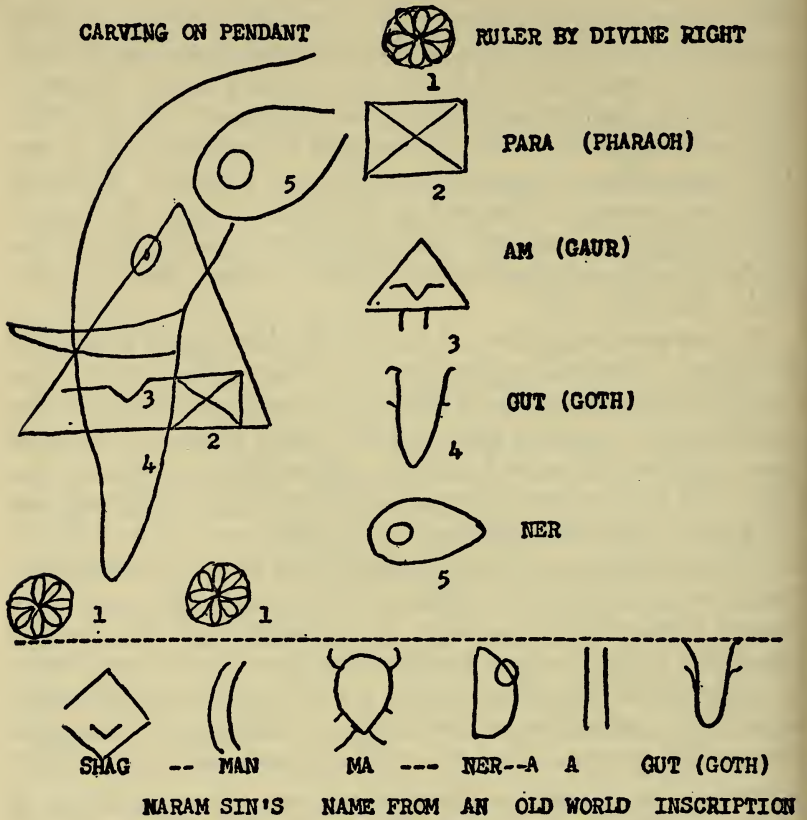 CARVING ON PENDANT
RULER BY DIVINE RIGHT
1
PARA (PHARAOH)
2
5
AM (GAUR)
3
3
2
GUT (GOTH)
4
4
NER
5
1
1
SHAG -- MAN MA --- NER--A A GUT (GOTH)
NARAM SIN'S NAME FROM AN OLD WORLD INSCRIPTION